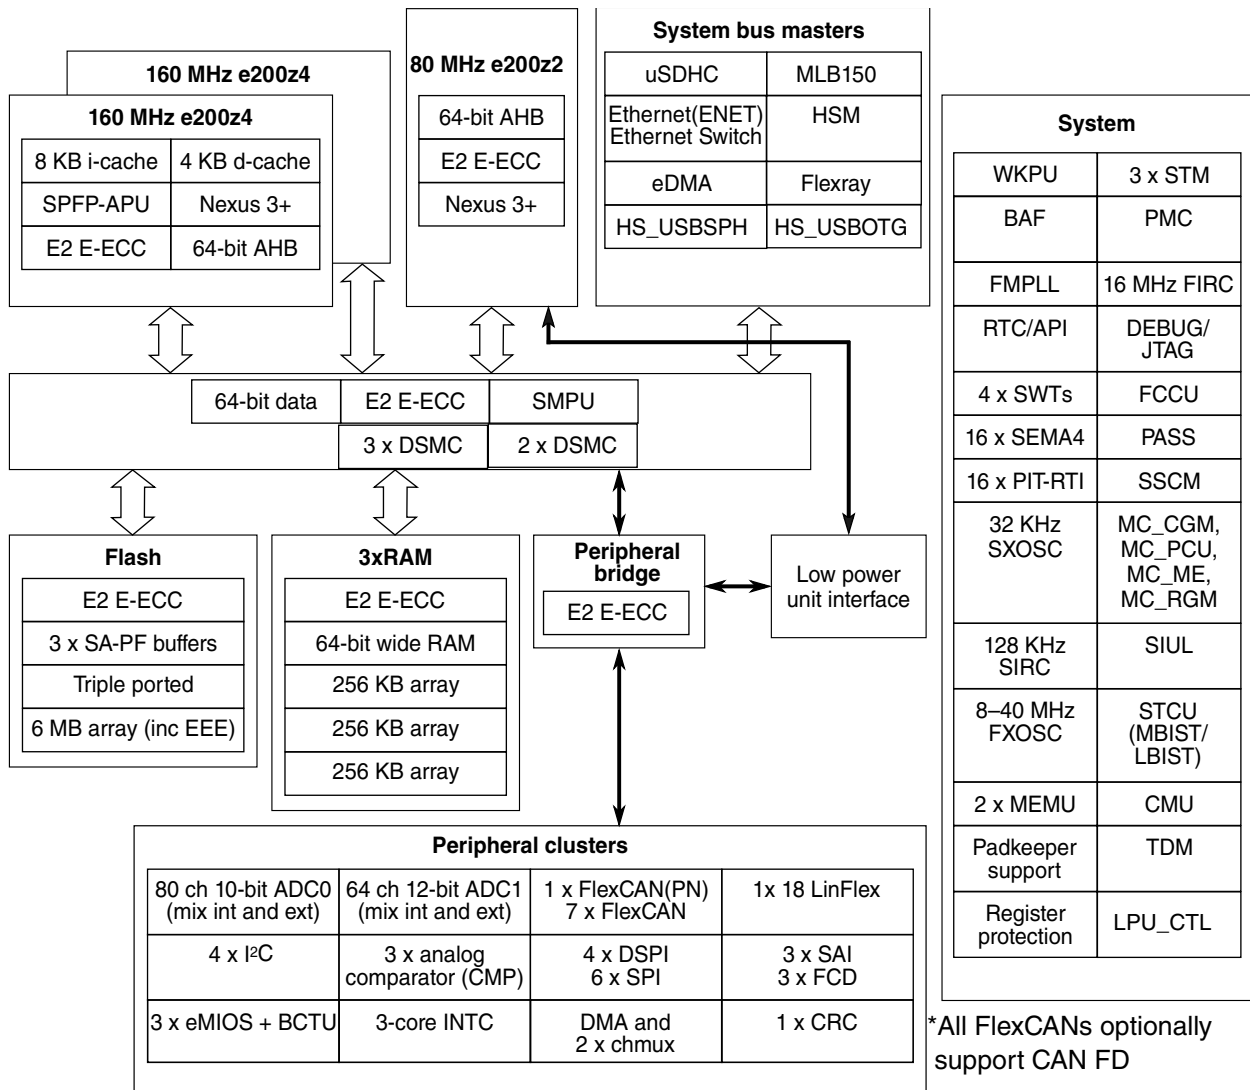 160 MHz e200z4
160 MHz e200z4
8 KB i-cache
4 KB d-cache
SPFP-APU
Nexus 3+
E2 E-ECC
64-bit AHB
80 MHz e200z2
64-bit AHB
E2 E-ECC
Nexus 3+
System bus masters
uSDHC
MLB150
Ethernet(ENET)
Ethernet Switch
HSM
eDMA
Flexray
HS_USBSPH
HS_USBOTG
64-bit data
E2 E-ECC
SMPU
3 x DSMC
2 x DSMC
Flash
E2 E-ECC
3 x SA-PF buffers
Triple ported
6 MB array (inc EEE)
3xRAM
E2 E-ECC
64-bit wide RAM
256 KB array
256 KB array
256 KB array
Peripheral
bridge
E2 E-ECC
Low power
unit interface
Peripheral clusters
80 ch 10-bit ADC0
(mix int and ext)
64 ch 12-bit ADC1
(mix int and ext)
1 x FlexCAN(PN)
7 x FlexCAN
1x 18 LinFlex
4 x I²C
3 x analog
comparator (CMP)
4 x DSPI
6 x SPI
3 x SAI
3 x FCD
3 x eMIOS + BCTU
3-core INTC
DMA and
2 x chmux
1 x CRC
System
WKPU
3 x STM
BAF
PMC
FMPLL
16 MHz FIRC
RTC/API
DEBUG/
JTAG
4 x SWTs
FCCU
16 x SEMA4
PASS
16 x PIT-RTI
SSCM
32 KHz
SXOSC
MC_CGM,
MC_PCU,
MC_ME,
MC_RGM
128 KHz
SIRC
SIUL
8–40 MHz
FXOSC
STCU
(MBIST/
LBIST)
2 x MEMU
CMU
Padkeeper
support
TDM
Register
protection
LPU_CTL
*All FlexCANs optionally
support CAN FD